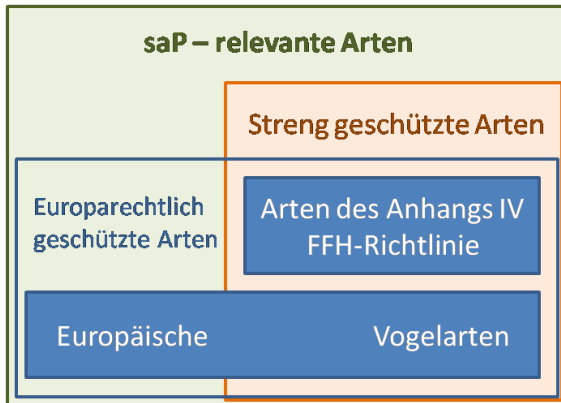 saP – relevante Arten
Streng geschützte Arten
Europarechtlich
geschützte Arten
Arten des Anhangs IV
FFH-Richtlinie
Europäische Vogelarten